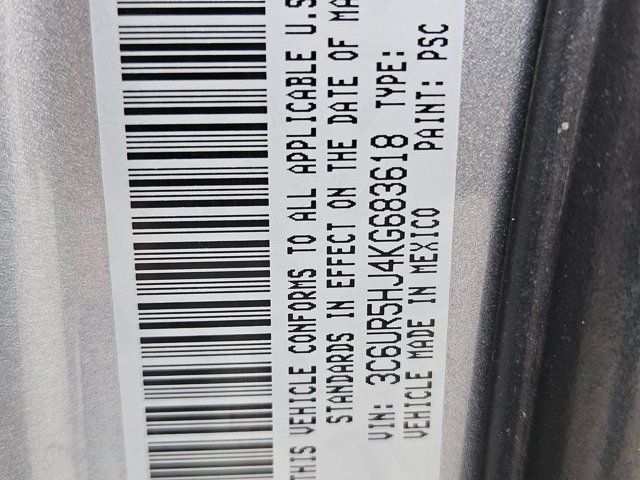 THIS VEHICLE CONFORMS TO ALL APPLICABLE U.S
STANDARDS IN EFFECT ON THE DATE OF MA
VIN: 3C6UR5HJ4KG683618 TYPE:
VEHICLE MADE IN MEXICO PAINT: PSC